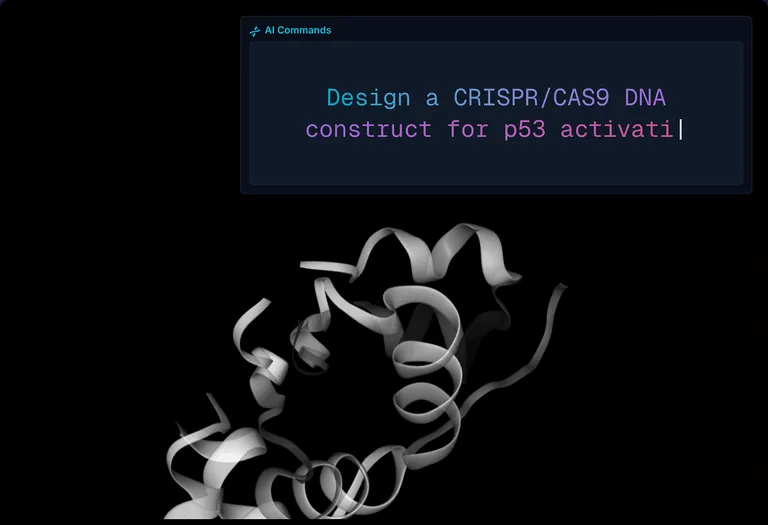 AI Commands
Design a CRISPR/CAS9 DNA
construct for p53 activati